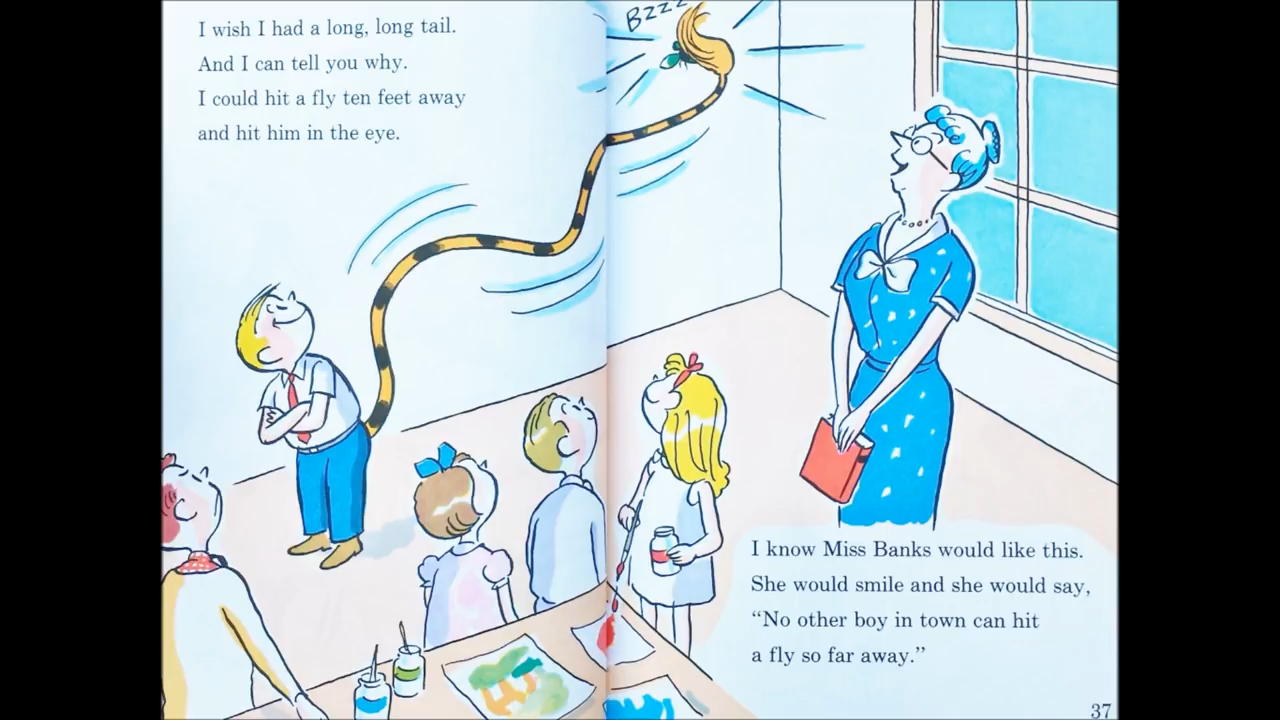 I wish I had a long, long tail.
And I can tell you why.
I could hit a fly ten feet away
and hit him in the eye.
BZZZ
I know Miss Banks would like this.
She would smile and she would say,
“No other boy in town can hit
a fly so far away.”
37